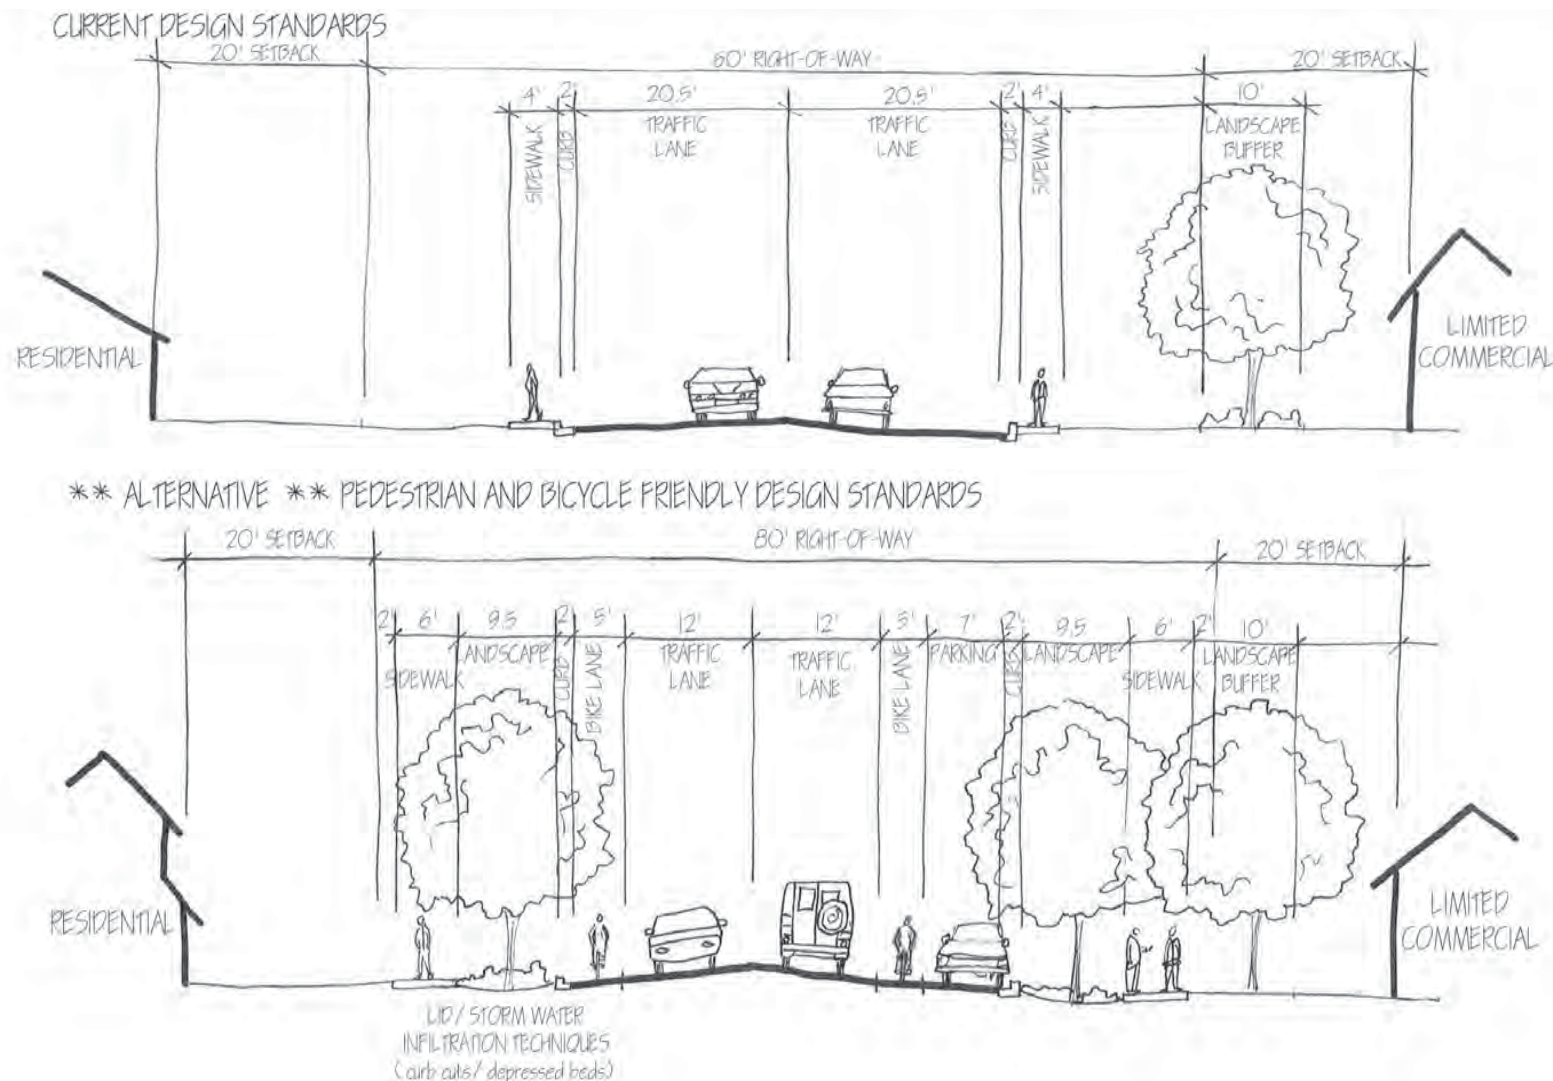 CURRENT DESIGN STANDARDS
20' SETBACK
80' RIGHT-OF-WAY
20' SETBACK
4'
2'
20.5'
20.5'
2'
4'
10'
SIDEWALK
CURB
TRAFFIC
LANE
TRAFFIC
LANE
CURB
SIDEWALK
LANDSCAPE
BUFFER
RESIDENTIAL
LIMITED
COMMERCIAL
** ALTERNATIVE ** PEDESTRIAN AND BICYCLE FRIENDLY DESIGN STANDARDS
20' SETBACK
80' RIGHT-OF-WAY
20' SETBACK
2'
6'
9.5
2'
5'
12'
12'
5'
7'
2'
9.5
6'
2'
10'
SIDEWALK
LANDSCAPE
CURB
BIKE LANE
TRAFFIC
LANE
TRAFFIC
LANE
BIKE LANE
PARKING
CURB
LANDSCAPE
SIDEWALK
LANDSCAPE
BUFFER
RESIDENTIAL
LIMITED
COMMERCIAL
LID / STORM WATER
INFILTRATION TECHNIQUES
(curb cuts/ depressed beds)